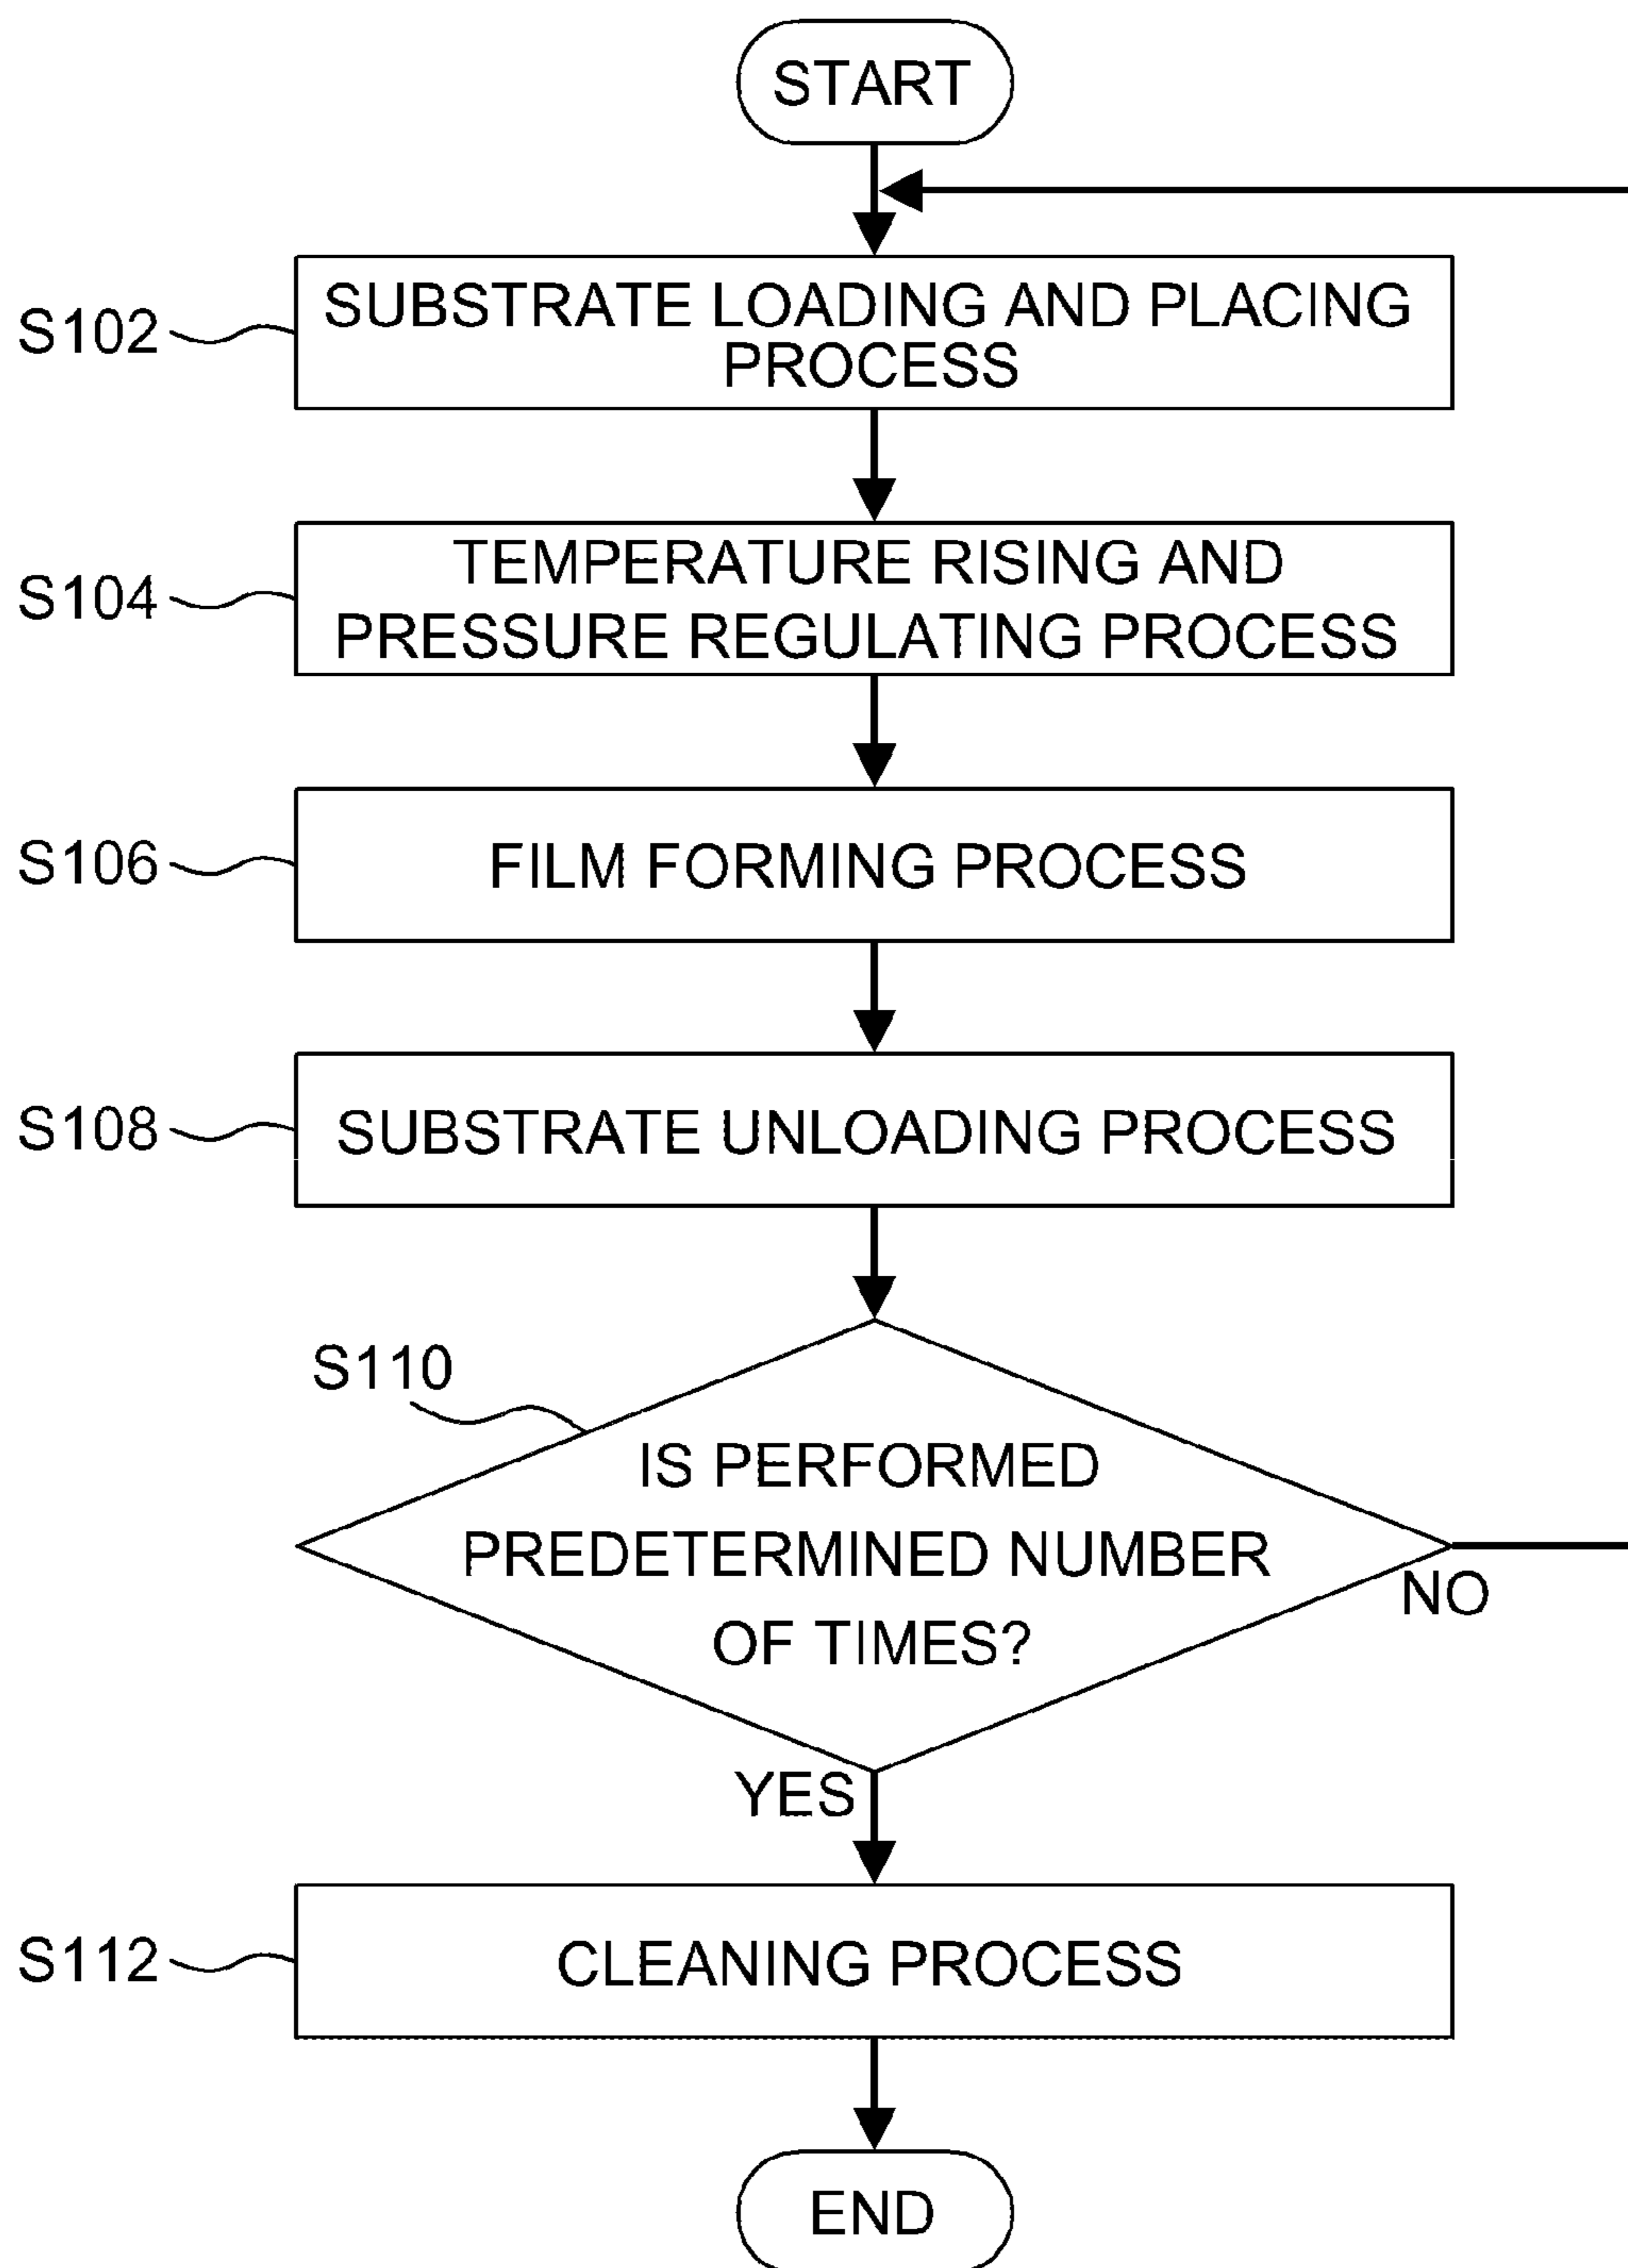 START
S102
SUBSTRATE LOADING AND PLACING
PROCESS
S104
TEMPERATURE RISING AND
PRESSURE REGULATING PROCESS
S106
FILM FORMING PROCESS
S108
SUBSTRATE UNLOADING PROCESS
S110
IS PERFORMED
PREDETERMINED NUMBER
OF TIMES?
NO
YES
S112
CLEANING PROCESS
END